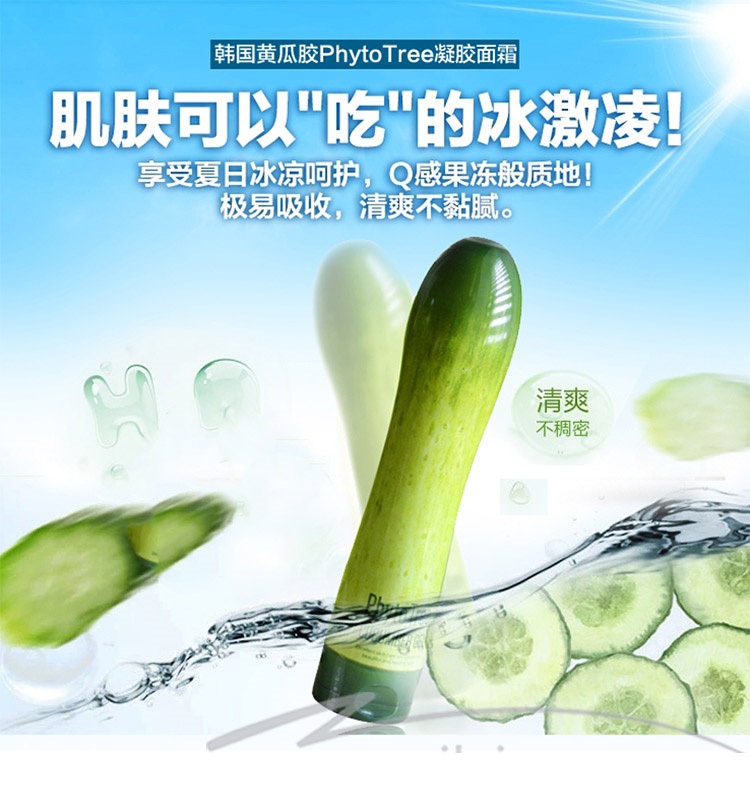 韩国黄瓜胶PhytoTree凝胶面霜
肌肤可以"吃"的冰激凌!
享受夏日冰凉呵护，Q感果冻般质地!
极易吸收，清爽不黏腻。
清爽
不稠密